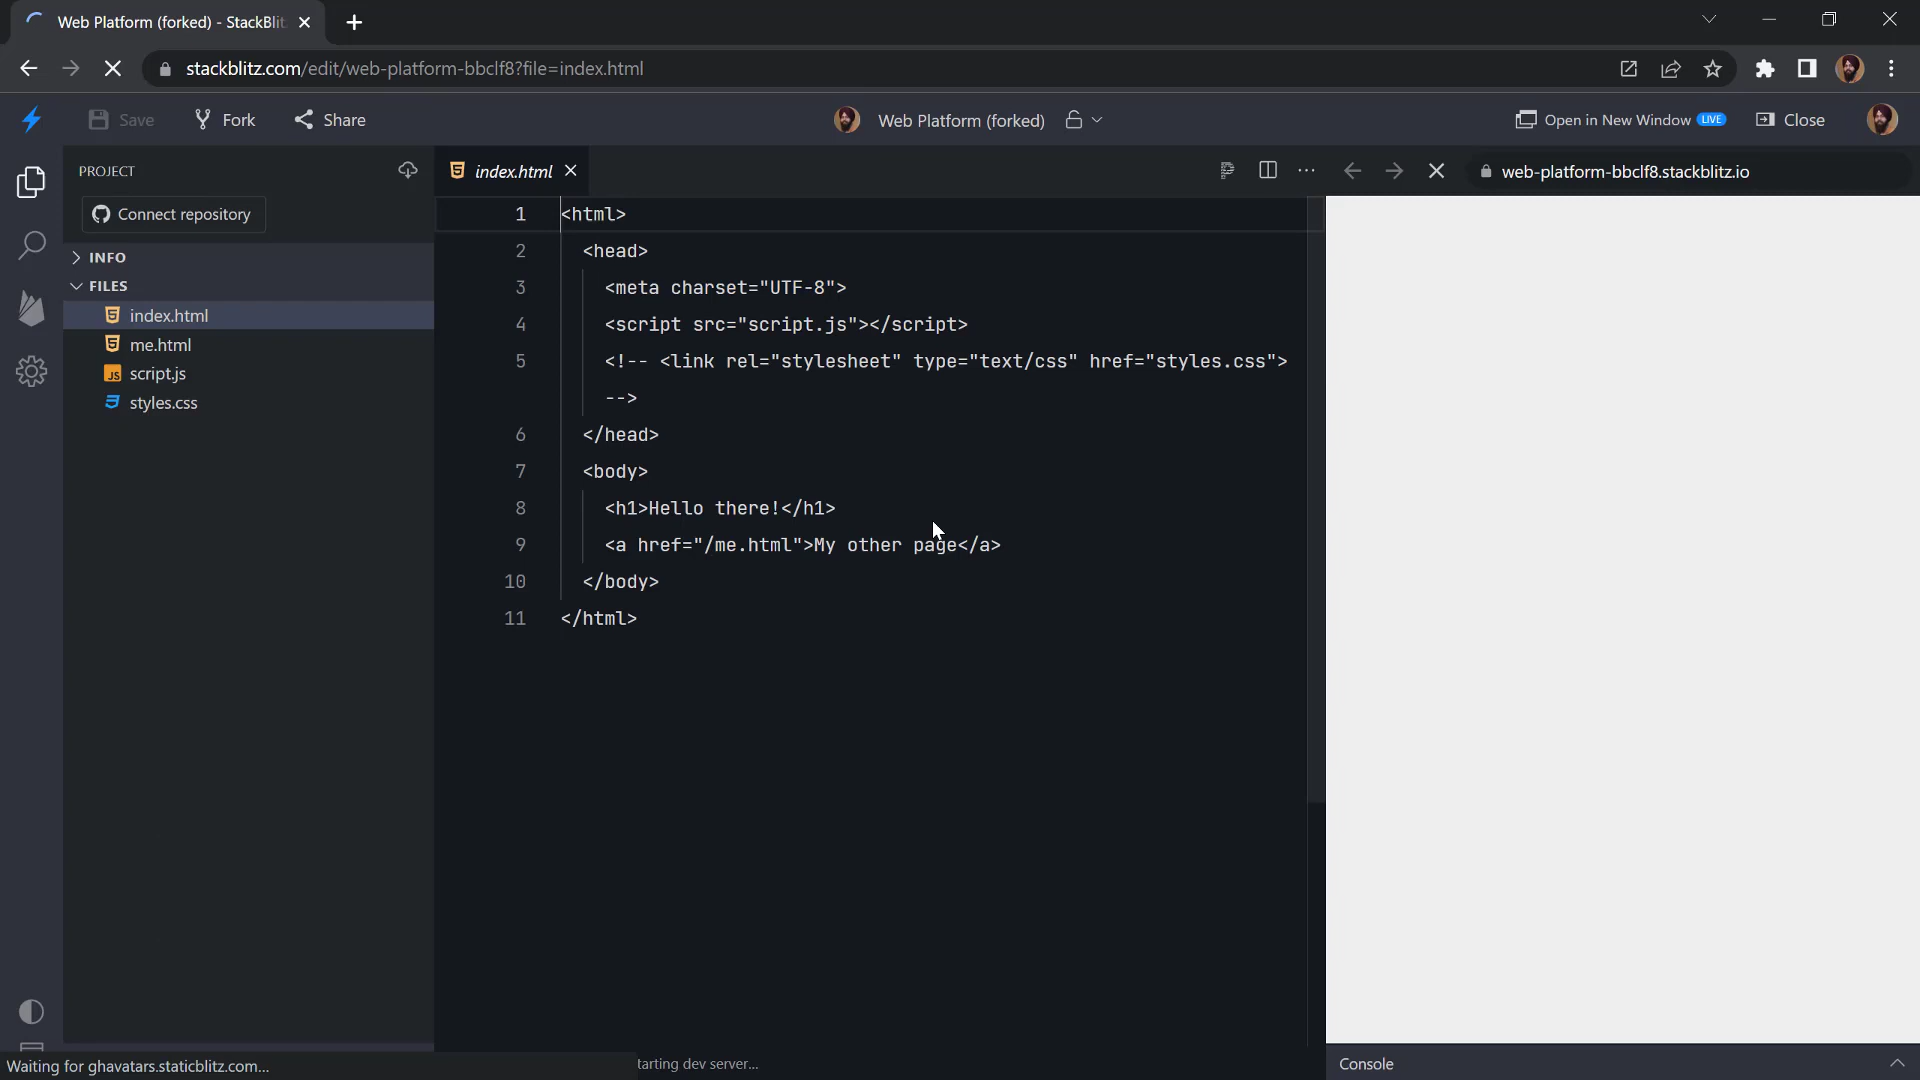 Web Platform (forked) - StackBlit
stackblitz.com/edit/web-platform-bbclf8?file=index.html
Save
Fork
Share
Web Platform (forked)
Open in New Window LIVE
Close
PROJECT
Connect repository
INFO
FILES
index.html
me.html
JS script.js
styles.css
index.html
web-platform-bbclf8.stackblitz.io
1 <html>
2 <head>
3 <meta charset="UTF-8">
4 <script src="script.js"></script>
5 <!-- <link rel="stylesheet" type="text/css" href="styles.css">
-->
6 </head>
7 <body>
8 <h1>Hello there!</h1>
9 <a href="/me.html">My other page</a>
10 </body>
11 </html>
Waiting for ghavatars.staticblitz.com...
tarting dev server...
Console